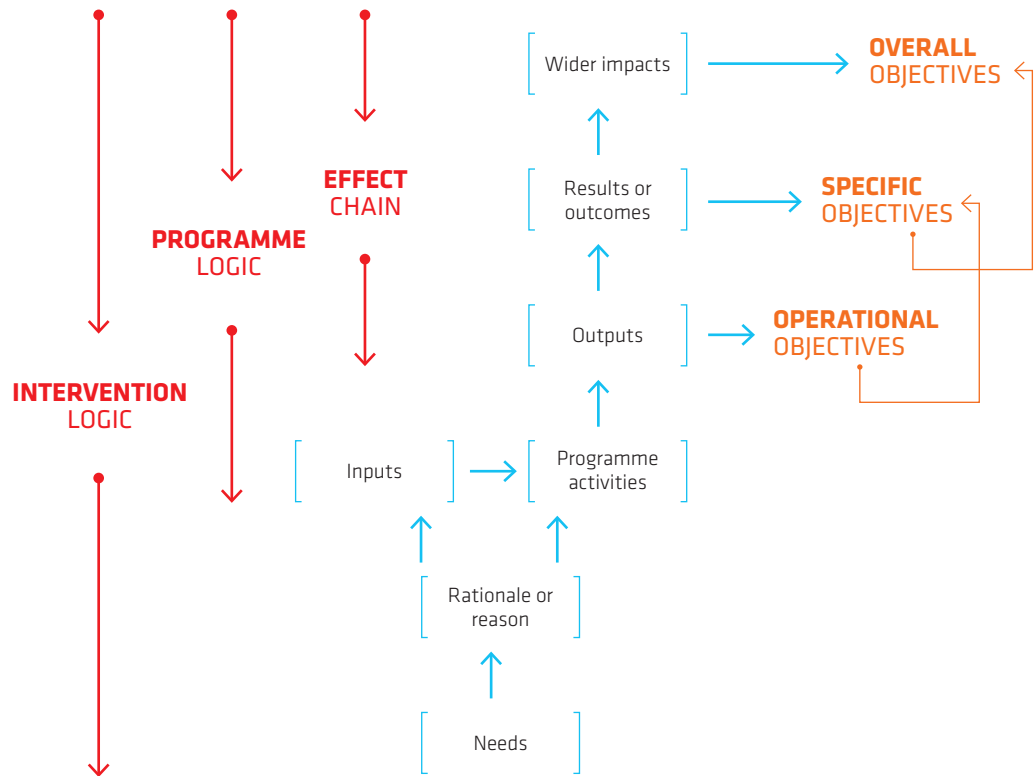 Wider impacts
OVERALL
OBJECTIVES
EFFECT
CHAIN
Results or
outcomes
SPECIFIC
OBJECTIVES
PROGRAMME
LOGIC
Outputs
OPERATIONAL
OBJECTIVES
INTERVENTION
LOGIC
Inputs
Programme
activities
Rationale or
reason
Needs